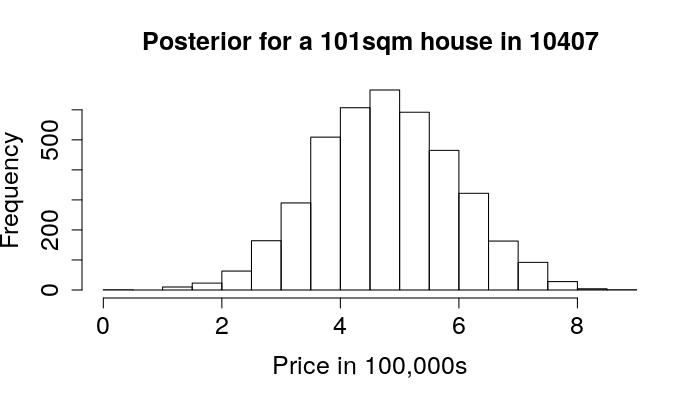 Posterior for a 101sqm house in 10407
Frequency
500
200
0
0 2 4 6 8
Price in 100,000s